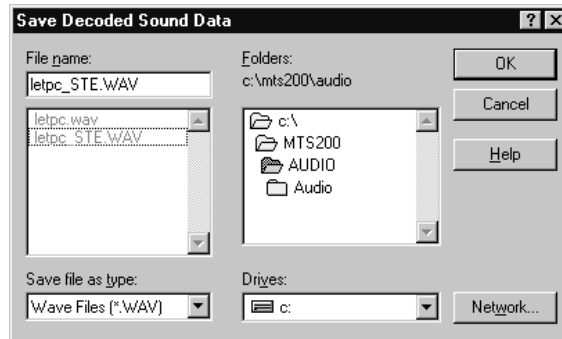 Save Decoded Sound Data
File name:
letpc_STE.WAV
letpc.wav
letpc_STE.WAV
Save file as type:
Wave Files (*.WAV)
Folders:
c:\mts200\audio
c:\
MTS200
AUDIO
Audio
Drives:
c:
OK
Cancel
Help
Network...